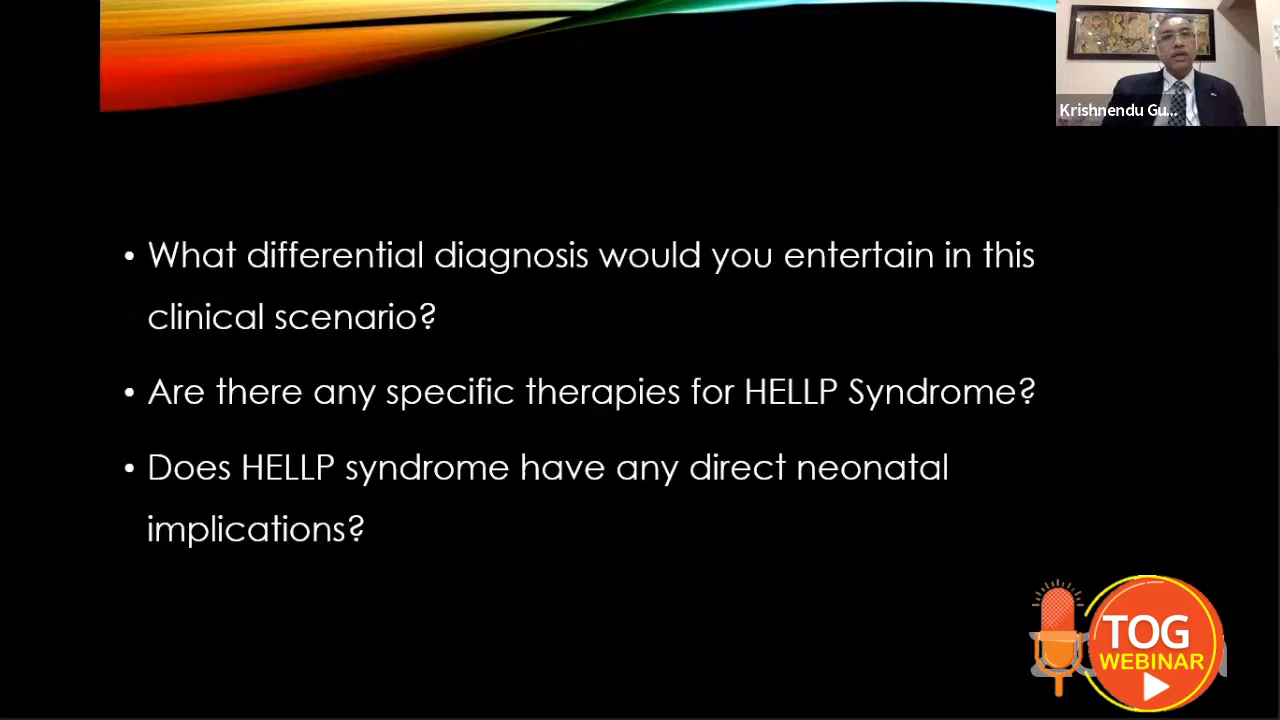 Krishnendu Gu...
• What differential diagnosis would you entertain in this
clinical scenario?
• Are there any specific therapies for HELLP Syndrome?
• Does HELLP syndrome have any direct neonatal
implications?
TOG
WEBINAR